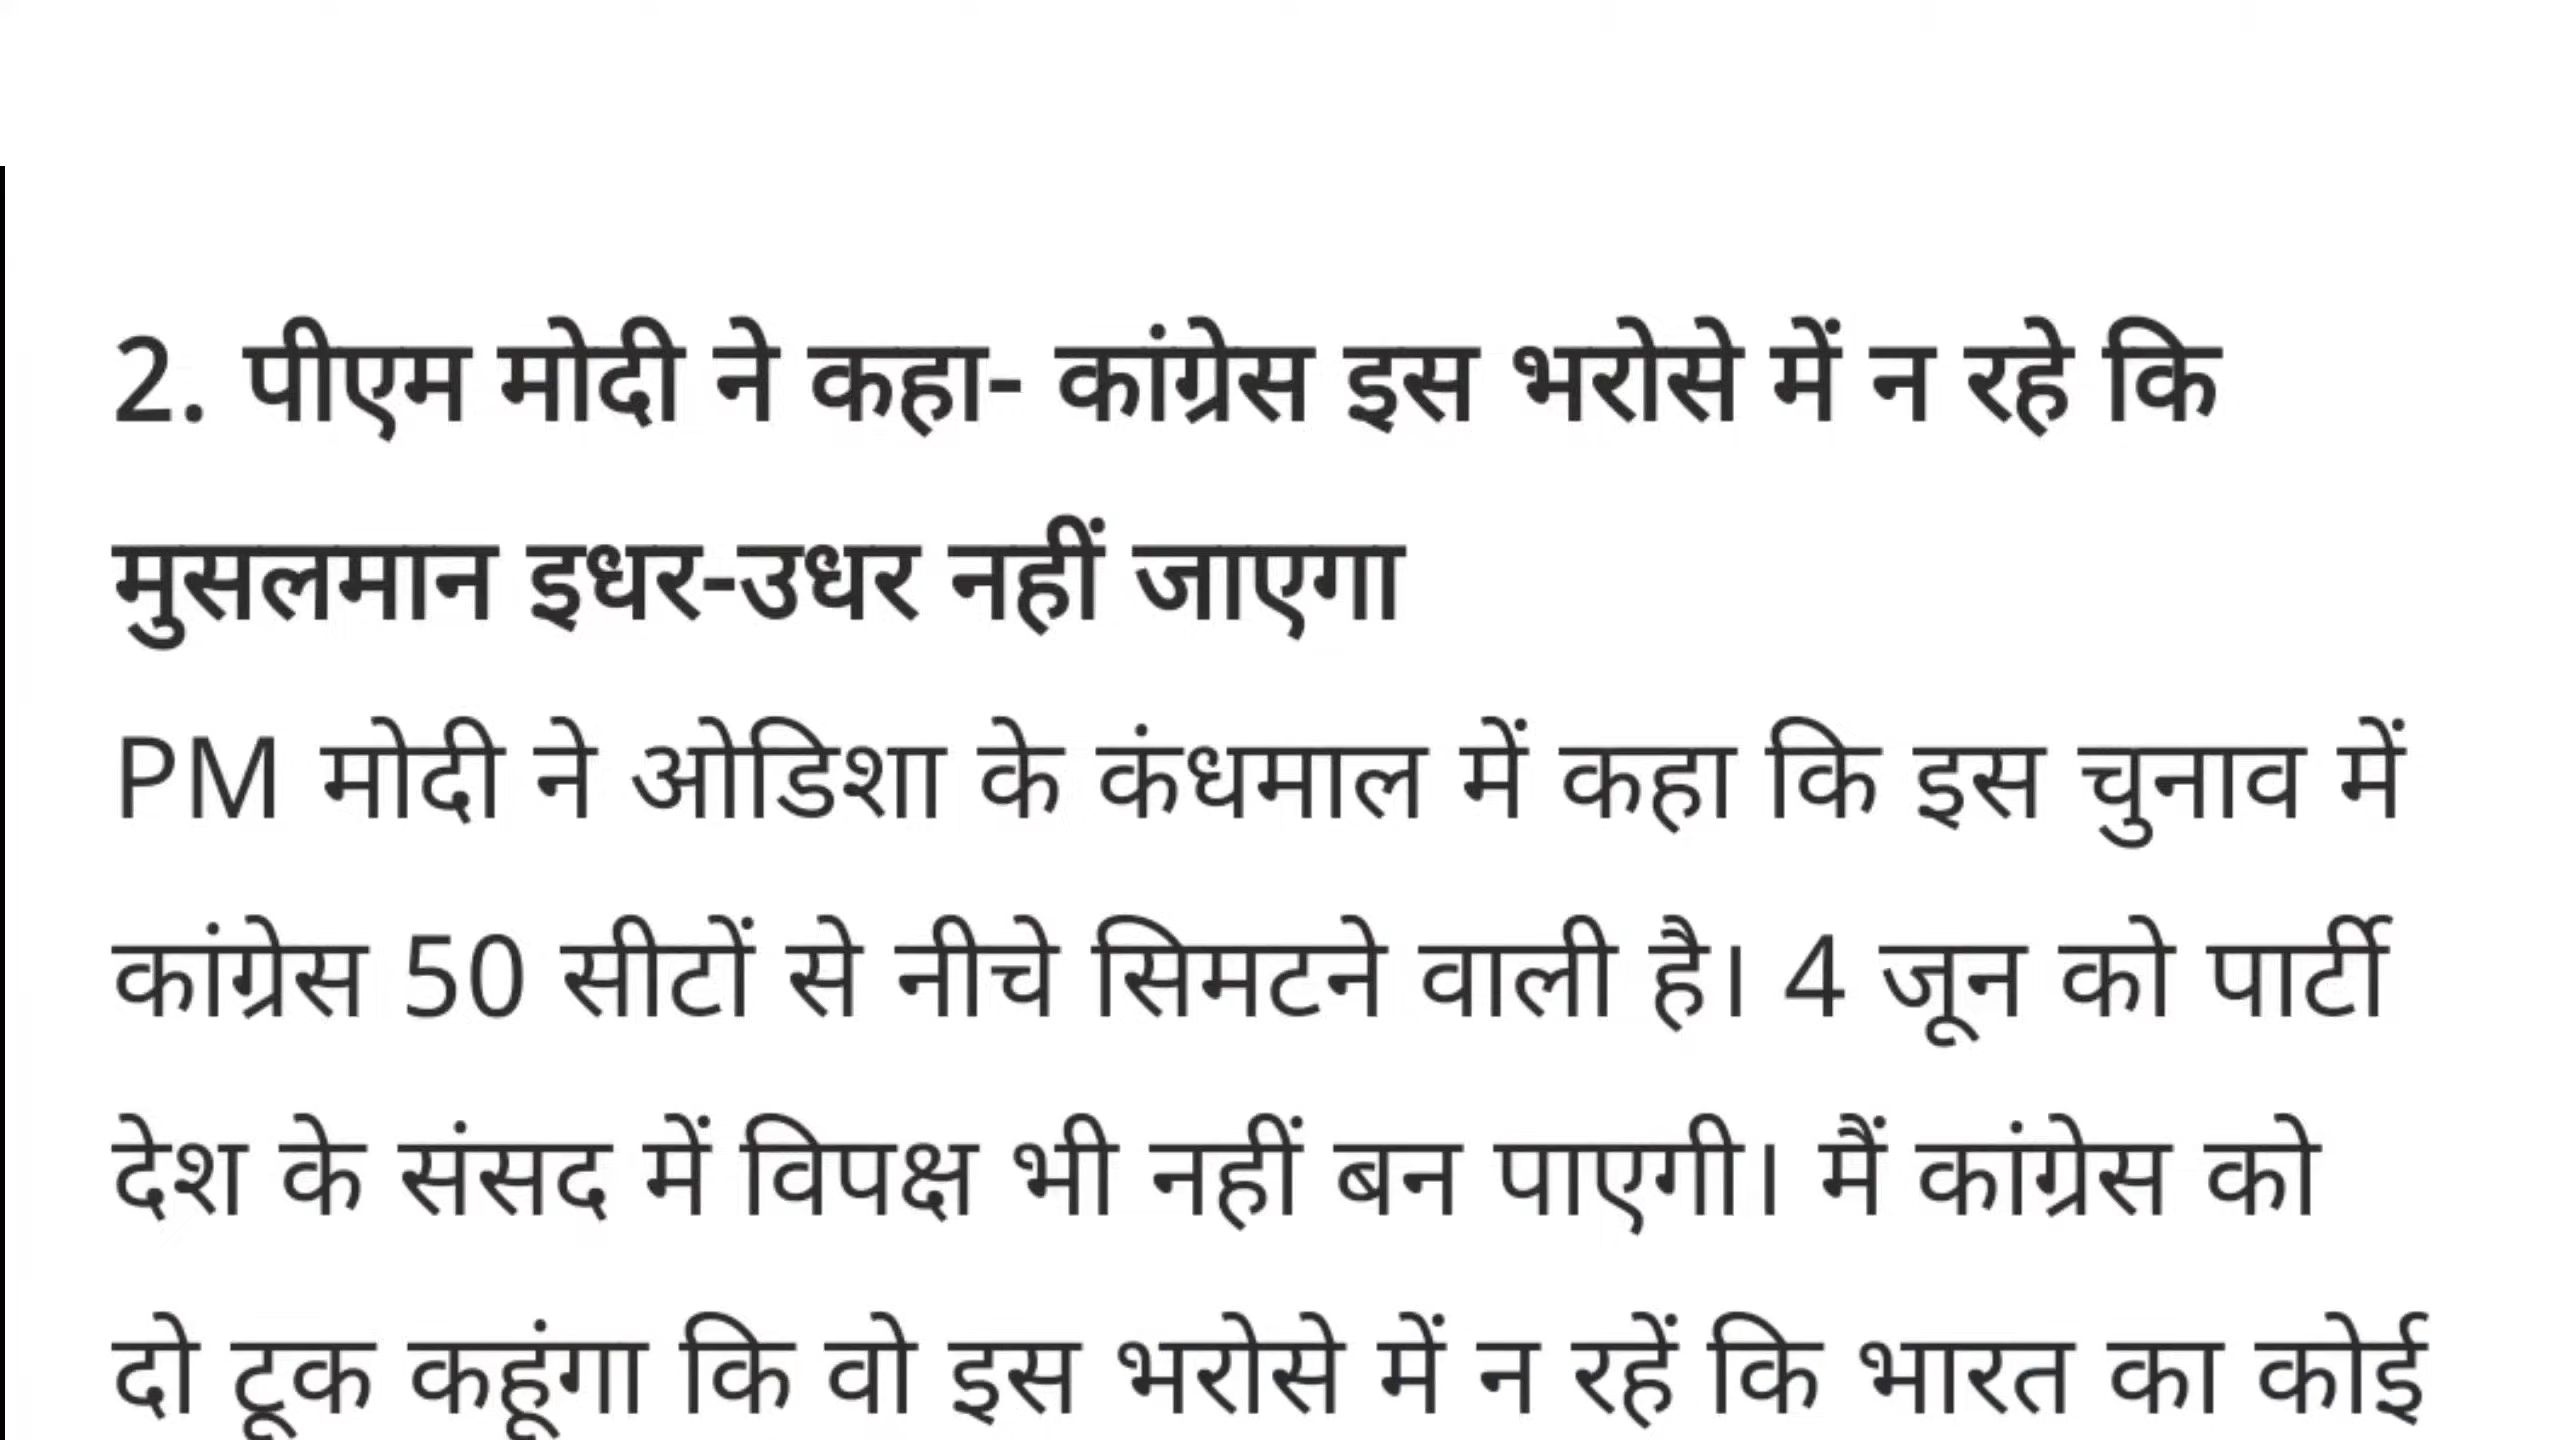 2. पीएम मोदी ने कहा- कांग्रेस इस भरोसे में न रहे कि
मुसलमान इधर-उधर नहीं जाएगा
PM मोदी ने ओडिशा के कंधमाल में कहा कि इस चुनाव में
कांग्रेस 50 सीटों से नीचे सिमटने वाली है। 4 जून को पार्टी
देश के संसद में विपक्ष भी नहीं बन पाएगी। मैं कांग्रेस को
दो टूक कहूंगा कि वो इस भरोसे में न रहें कि भारत का कोई